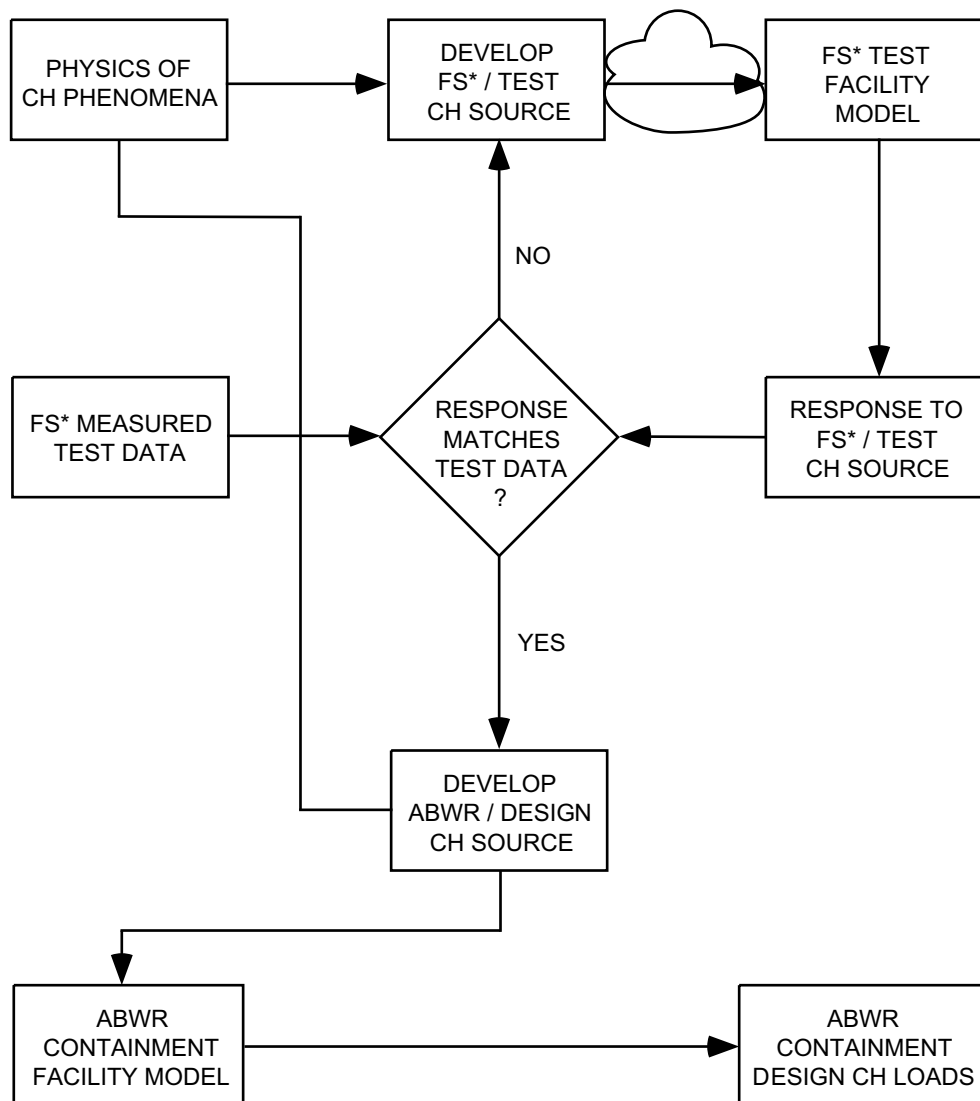 PHYSICS OF
CH PHENOMENA
DEVELOP
FS* / TEST
CH SOURCE
FS* TEST
FACILITY
MODEL
NO
FS* MEASURED
TEST DATA
RESPONSE
MATCHES
TEST DATA
?
RESPONSE TO
FS* / TEST
CH SOURCE
YES
DEVELOP
ABWR / DESIGN
CH SOURCE
ABWR
CONTAINMENT
FACILITY MODEL
ABWR
CONTAINMENT
DESIGN CH LOADS